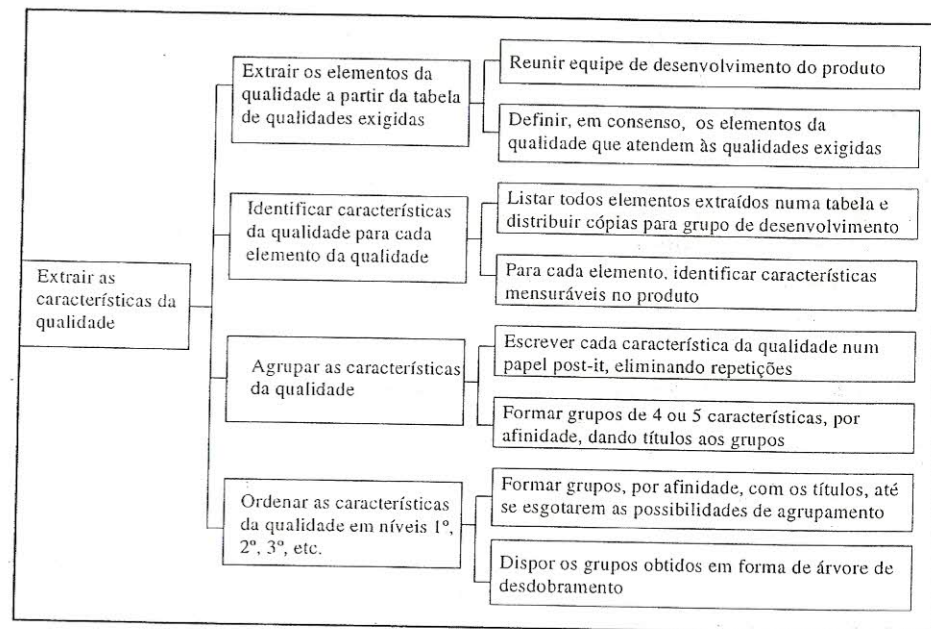 Extrair as
características da
qualidade
Extrair os elementos da
qualidade a partir da tabela
de qualidades exigidas
Reunir equipe de desenvolvimento do produto
Definir, em consenso, os elementos da
qualidade que atendem às qualidades exigidas
Identificar características
da qualidade para cada
elemento da qualidade
Listar todos elementos extraídos numa tabela e
distribuir cópias para grupo de desenvolvimento
Para cada elemento, identificar características
mensuráveis no produto
Agrupar as características
da qualidade
Escrever cada característica da qualidade num
papel post-it, eliminando repetições
Formar grupos de 4 ou 5 características, por
afinidade, dando títulos aos grupos
Ordenar as características
da qualidade em níveis 1º,
2º, 3º, etc.
Formar grupos, por afinidade, com os títulos, até
se esgotarem as possibilidades de agrupamento
Dispor os grupos obtidos em forma de árvore de
desdobramento